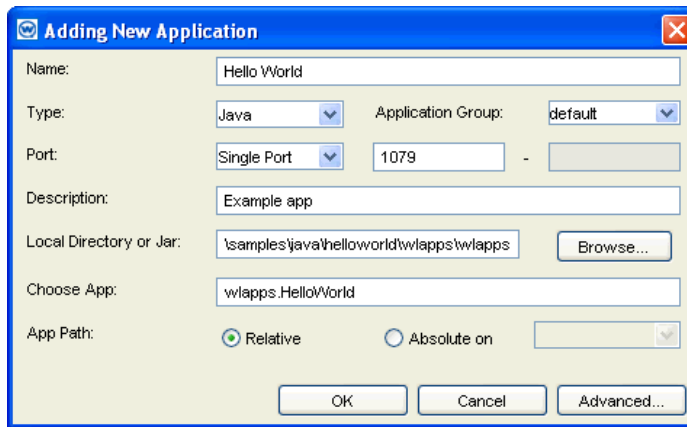 Adding New Application
Name: Hello World
Type: Java Application Group: default
Port: Single Port 1079 -
Description: Example app
Local Directory or Jar: \samples\java\helloworld\wlapps\wlapps Browse...
Choose App: wlapps.HelloWorld
App Path: Relative Absolute on
OK Cancel Advanced...